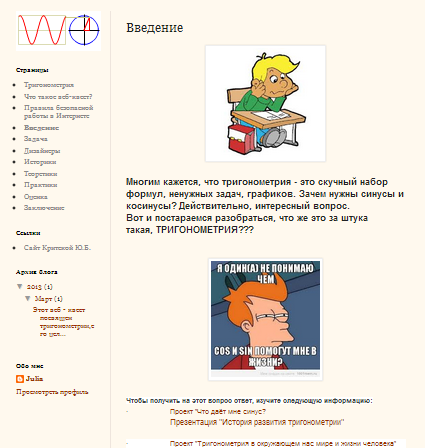 Введение
Страницы
Тригонометрия
Что такое веб-квест?
Правила безопасной
работы в Интернете
Введение
Задача
Дизайнеры
Историки
Теоретики
Практики
Оценка
Заключение
Ссылки
Сайт Критской Ю.Б.
Архив блога
▼ 2013 (1)
▼ Март (1)
Этот веб - квест
посвящен
тригонометрии,е
го цел...
Обо мне
Julia
Просмотреть профиль
Многим кажется, что тригонометрия - это скучный набор
формул, ненужных задач, графиков. Зачем нужны синусы и
косинусы? Действительно, интересный вопрос.
Вот и постараемся разобраться, что же это за штука
такая, ТРИГОНОМЕТРИЯ???
Я ОДИН(А) НЕ ПОНИМАЮ
ЧЕМ
COS И SIN ПОМОГУТ МНЕ В
ЖИЗНИ?
Чтобы получить на этот вопрос ответ, изучите следующую информацию:
· Проект "Что даёт мне синус?
Презентация "История развития тригонометрии"
· Проект "Тригонометрия в окружающем нас мире и жизни человека"